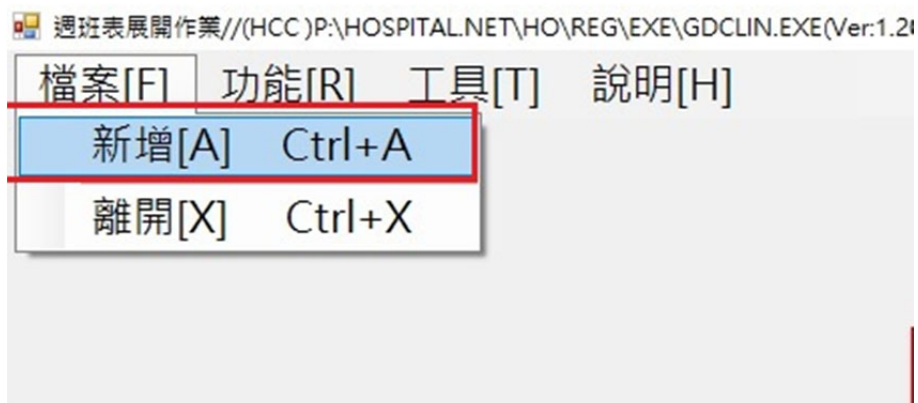 週班表展開作業//(HCC )P:\HOSPITAL.NET\HO\REG\EXE\GDCLIN.EXE(Ver:1.20
檔案[F] 功能[R] 工具[T] 說明[H]
新增[A] Ctrl+A
離開[X] Ctrl+X